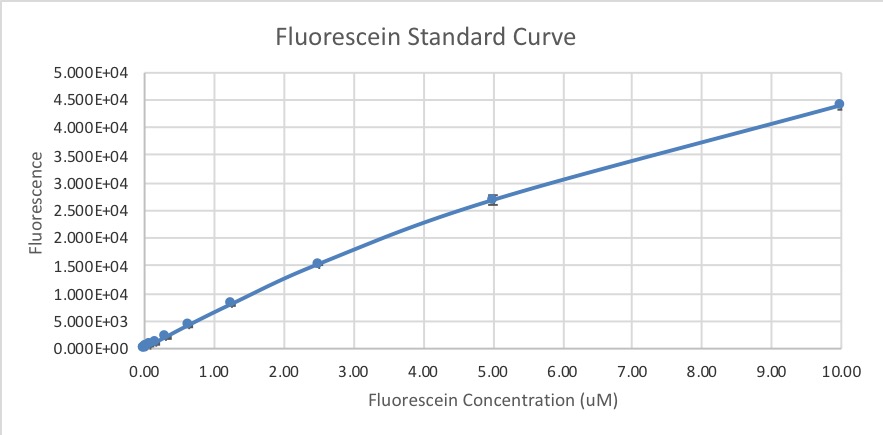 Fluorescein Standard Curve
5.000E+04
4.500E+04
4.000E+04
3.500E+04
3.000E+04
2.500E+04
2.000E+04
1.500E+04
1.000E+04
5.000E+03
0.000E+00
Fluorescence
0.00 1.00 2.00 3.00 4.00 5.00 6.00 7.00 8.00 9.00 10.00
Fluorescein Concentration (uM)